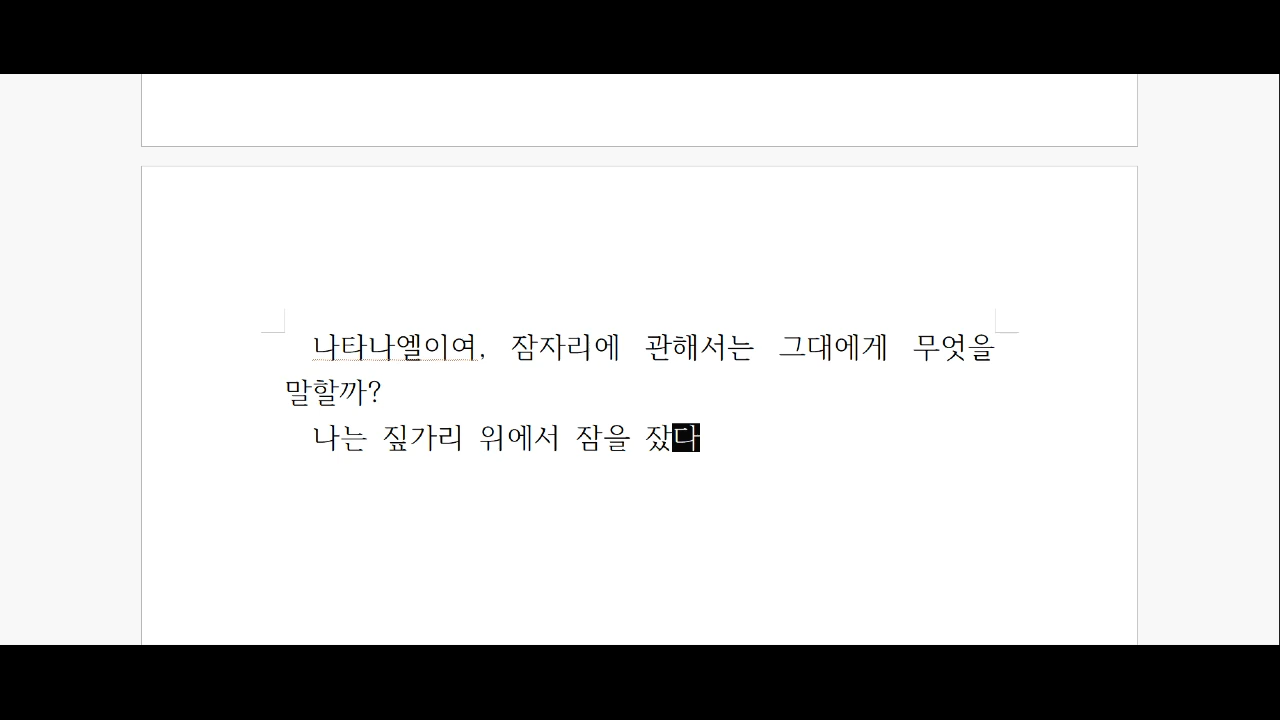 나타나엘이여, 잠자리에 관해서는 그대에게 무엇을
말할까?
나는 짚가리 위에서 잠을 잤다